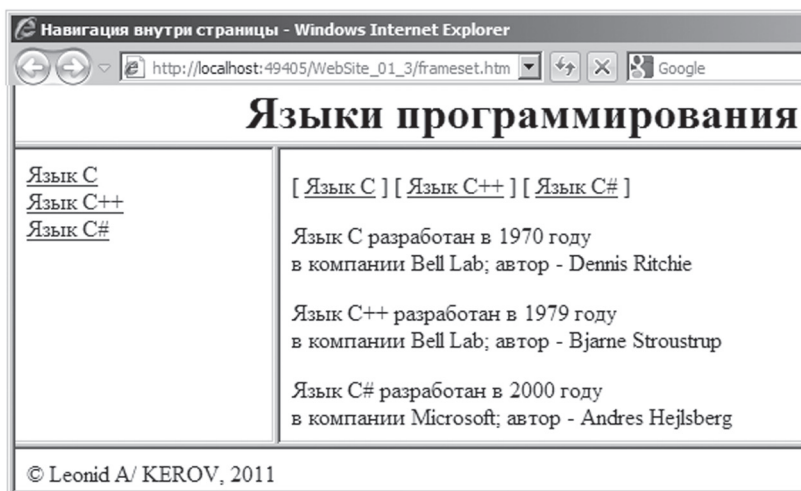 Навигация внутри страницы - Windows Internet Explorer
http://localhost:49405/WebSite_01_3/frameset.htm Google
Языки программирования
Язык C
Язык C++
Язык C#
[ Язык C ] [ Язык C++ ] [ Язык C# ]
Язык C разработан в 1970 году
в компании Bell Lab; автор - Dennis Ritchie
Язык C++ разработан в 1979 году
в компании Bell Lab; автор - Bjarne Stroustrup
Язык C# разработан в 2000 году
в компании Microsoft; автор - Andres Hejlsberg
© Leonid A/ KEROV, 2011